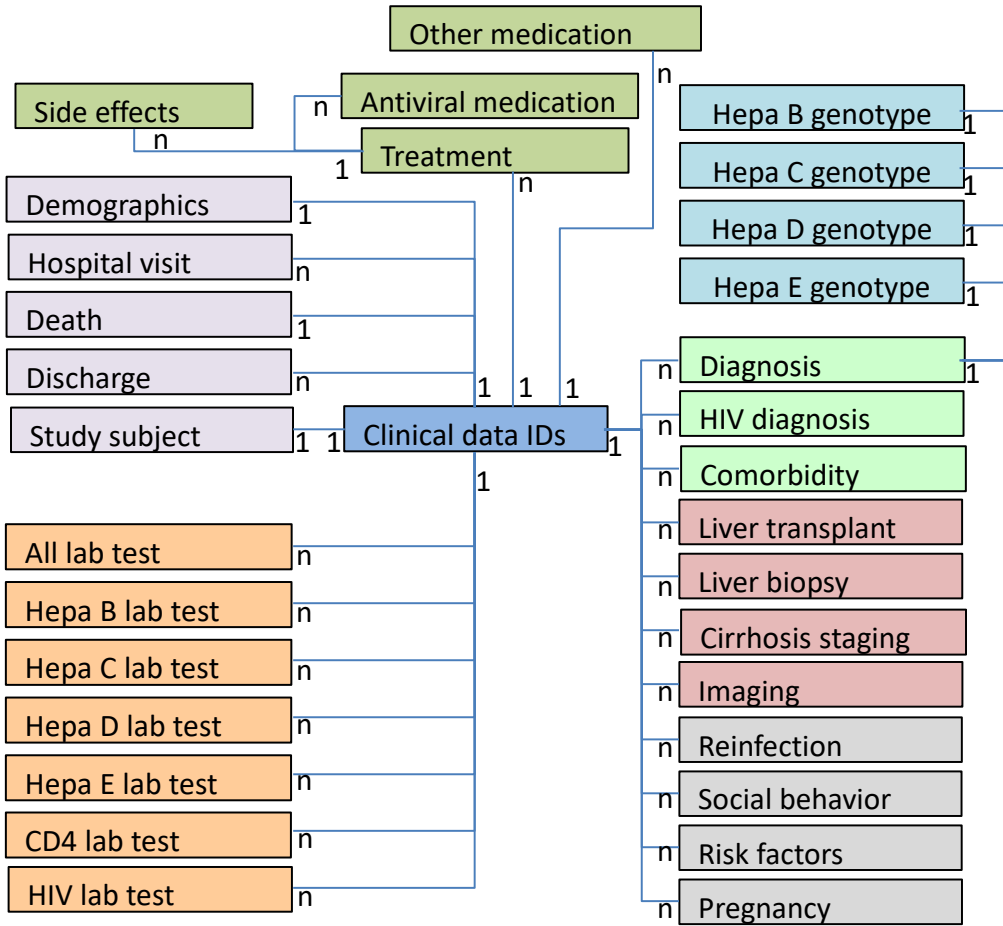 Other medication
n
Side effects
n
n
Antiviral medication
1
Treatment
n
Hepa B genotype
1
Hepa C genotype
1
Hepa D genotype
1
Hepa E genotype
1
Demographics
1
Hospital visit
n
Death
1
Discharge
n
Study subject
1
1
1
1
1
Clinical data IDs
1
1
n
Diagnosis
1
n
HIV diagnosis
n
Comorbidity
n
Liver transplant
n
Liver biopsy
n
Cirrhosis staging
n
Imaging
n
Reinfection
n
Social behavior
n
Risk factors
n
Pregnancy
All lab test
n
Hepa B lab test
n
Hepa C lab test
n
Hepa D lab test
n
Hepa E lab test
n
CD4 lab test
n
HIV lab test
n